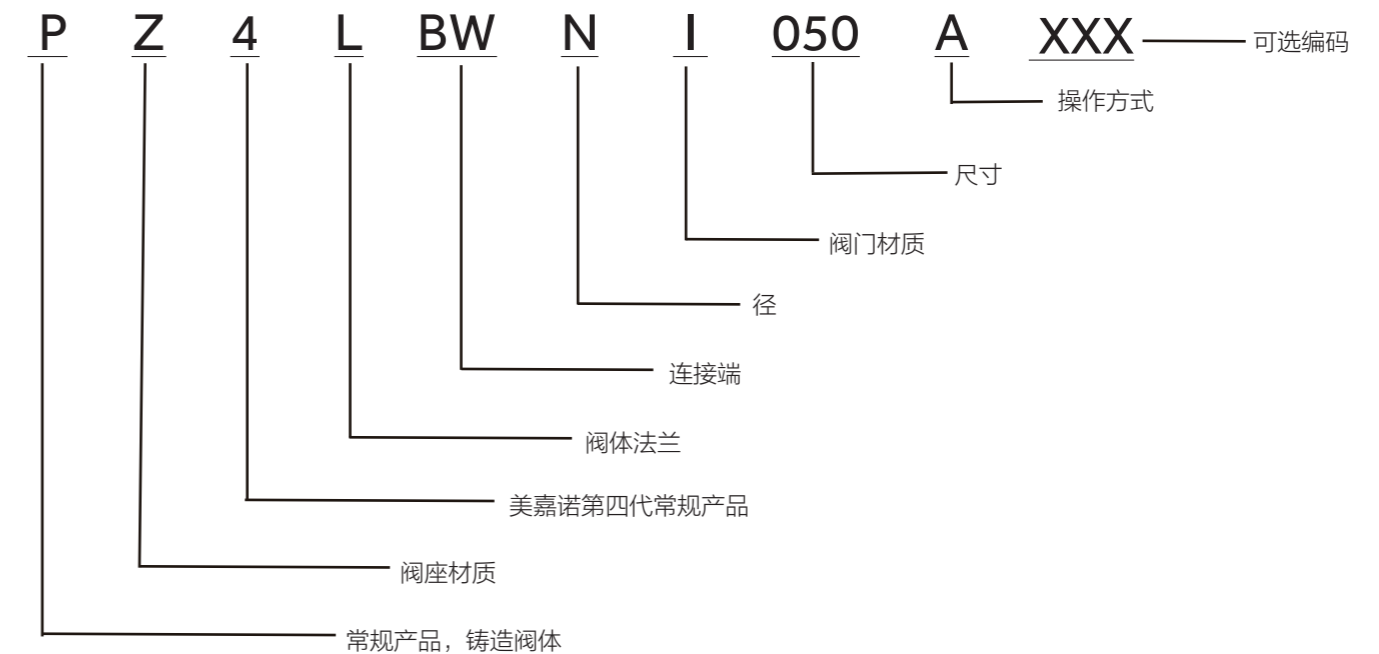 P Z 4 L BW N I 050 A XXX 可选编码
操作方式
尺寸
阀门材质
径
连接端
阀体法兰
美嘉诺第四代常规产品
阀座材质
常规产品，铸造阀体